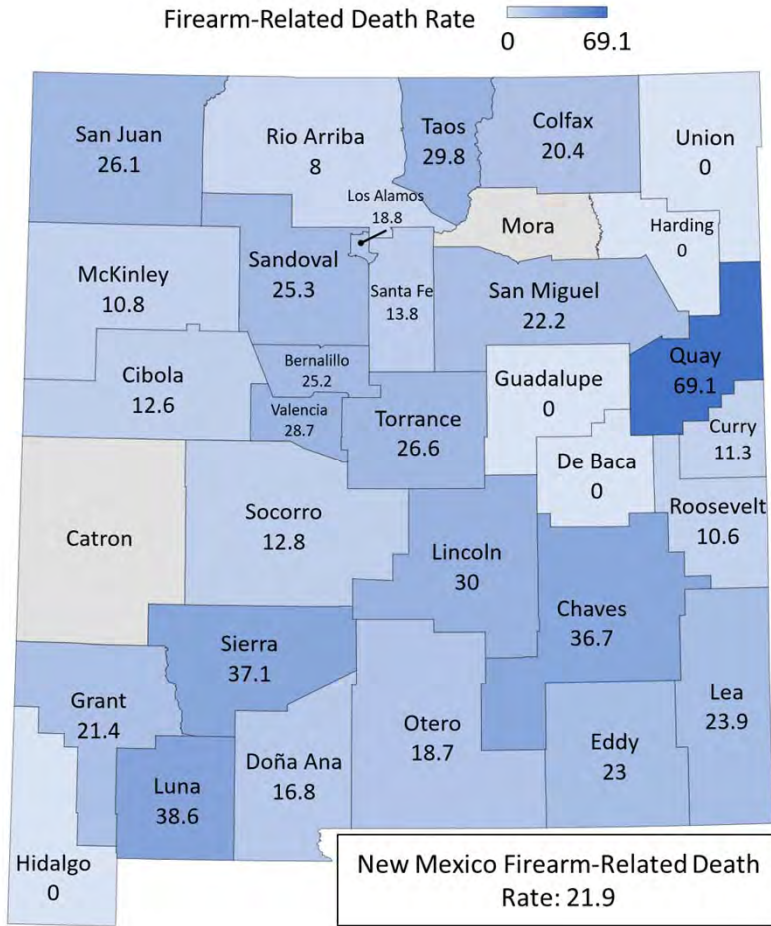 Firearm-Related Death Rate
0
69.1
San Juan
26.1
Rio Arriba
8
Taos
29.8
Colfax
20.4
Union
0
Los Alamos
18.8
Mora
Harding
0
McKinley
10.8
Sandoval
25.3
Santa Fe
13.8
San Miguel
22.2
Quay
69.1
Cibola
12.6
Bernalillo
25.2
Valencia
28.7
Torrance
26.6
Guadalupe
0
Curry
11.3
De Baca
0
Roosevelt
10.6
Catron
Socorro
12.8
Lincoln
30
Chaves
36.7
Sierra
37.1
Grant
21.4
Lea
23.9
Luna
38.6
Doña Ana
16.8
Otero
18.7
Eddy
23
Hidalgo
0
New Mexico Firearm-Related Death
Rate: 21.9